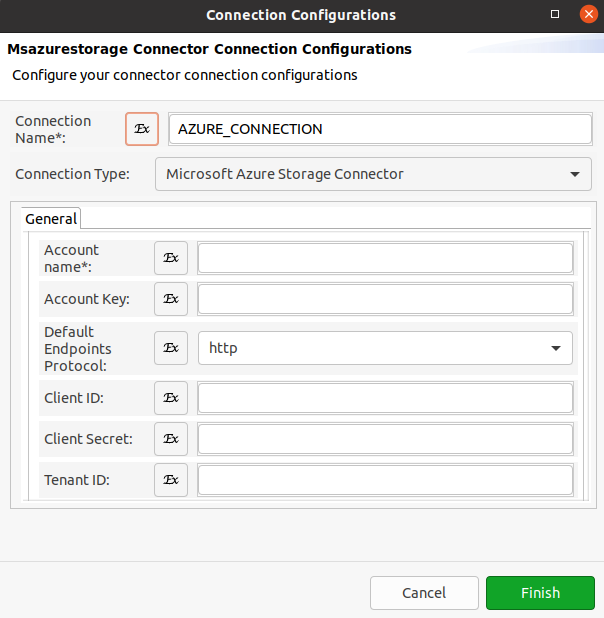 Connection Configurations
Msazurestorage Connector Connection Configurations
Configure your connector connection configurations
Connection
Name*:
Ex
AZURE_CONNECTION
Connection Type:
Microsoft Azure Storage Connector
General
Account
name*:
Ex
Account Key:
Ex
Default
Endpoints
Protocol:
Ex
http
Client ID:
Ex
Client Secret:
Ex
Tenant ID:
Ex
Cancel
Finish